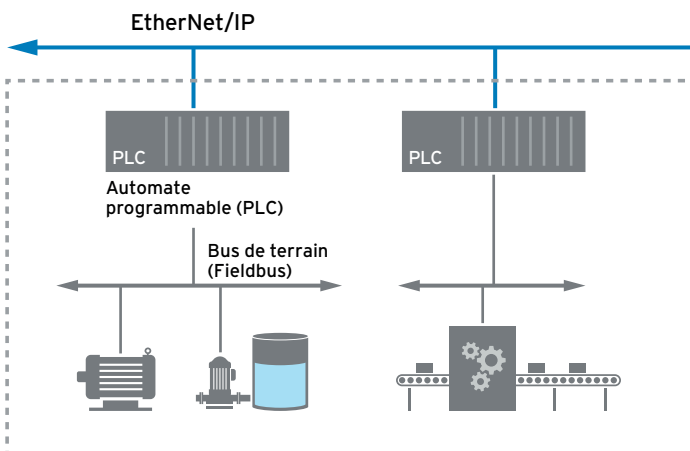 EtherNet/IP
PLC
PLC
Automate
programmable (PLC)
Bus de terrain
(Fieldbus)